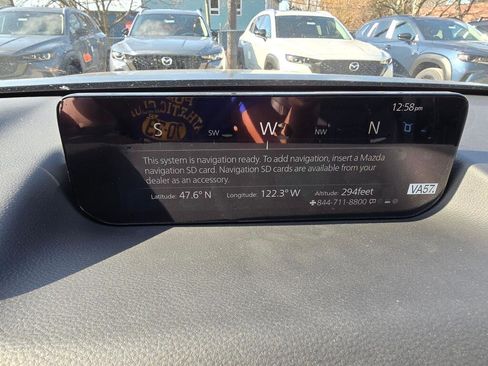 12:58pm
S SW W NW N
This system is navigation ready. To add navigation, insert a Mazda
navigation SD card. Navigation SD cards are available from your
dealer as an accessory.
Latitude: 47.6° N Longitude: 122.3° W Altitude: 294feet
VA57
844-711-8800